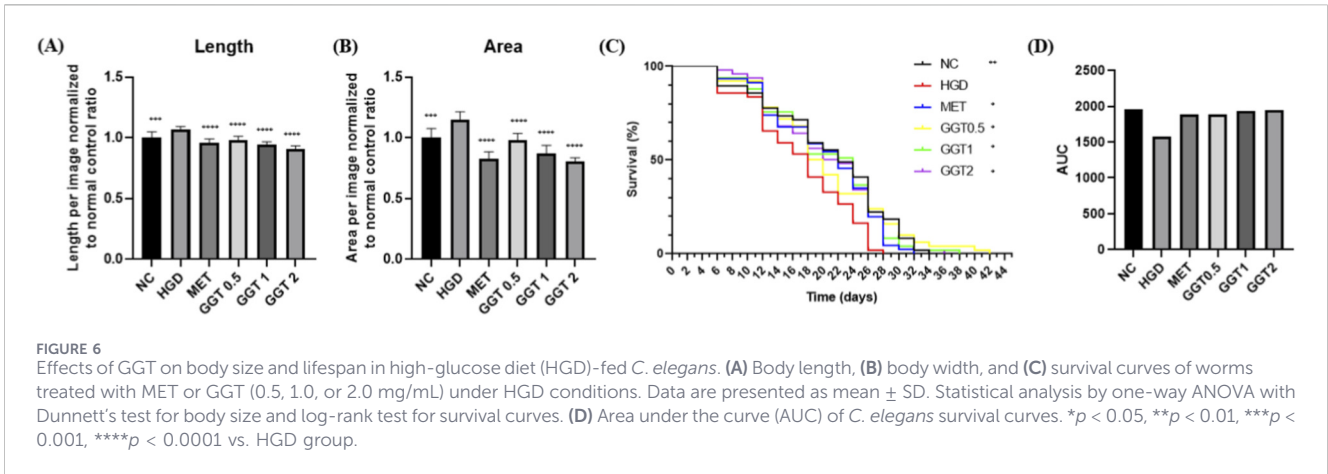 (A)
Length
Length per image normalized
to normal control ratio
1.5
1.0
0.5
0.0
***
****
****
****
****
NC
HGD
MET
GGT 0.5
GGT 1
GGT 2
(B)
Area
Area per image normalized
to normal control ratio
1.5
1.0
0.5
0.0
***
****
****
****
****
NC
HGD
MET
GGT 0.5
GGT 1
GGT 2
(C)
Survival (%)
100
50
0 2 4 6 8 10 12 14 16 18 20 22 24 26 28 30 32 34 36 38 40 42 44
Time (days)
NC **
HGD
MET *
GGT0.5 *
GGT1 *
GGT2 *
(D)
AUC
2500
2000
1500
1000
500
0
NC
HGD
MET
GGT0.5
GGT1
GGT2
FIGURE 6
Effects of GGT on body size and lifespan in high-glucose diet (HGD)-fed C. elegans. (A) Body length, (B) body width, and (C) survival curves of worms
treated with MET or GGT (0.5, 1.0, or 2.0 mg/mL) under HGD conditions. Data are presented as mean ± SD. Statistical analysis by one-way ANOVA with
Dunnett's test for body size and log-rank test for survival curves. (D) Area under the curve (AUC) of C. elegans survival curves. *p < 0.05, **p < 0.01, ***p <
0.001, ****p < 0.0001 vs. HGD group.